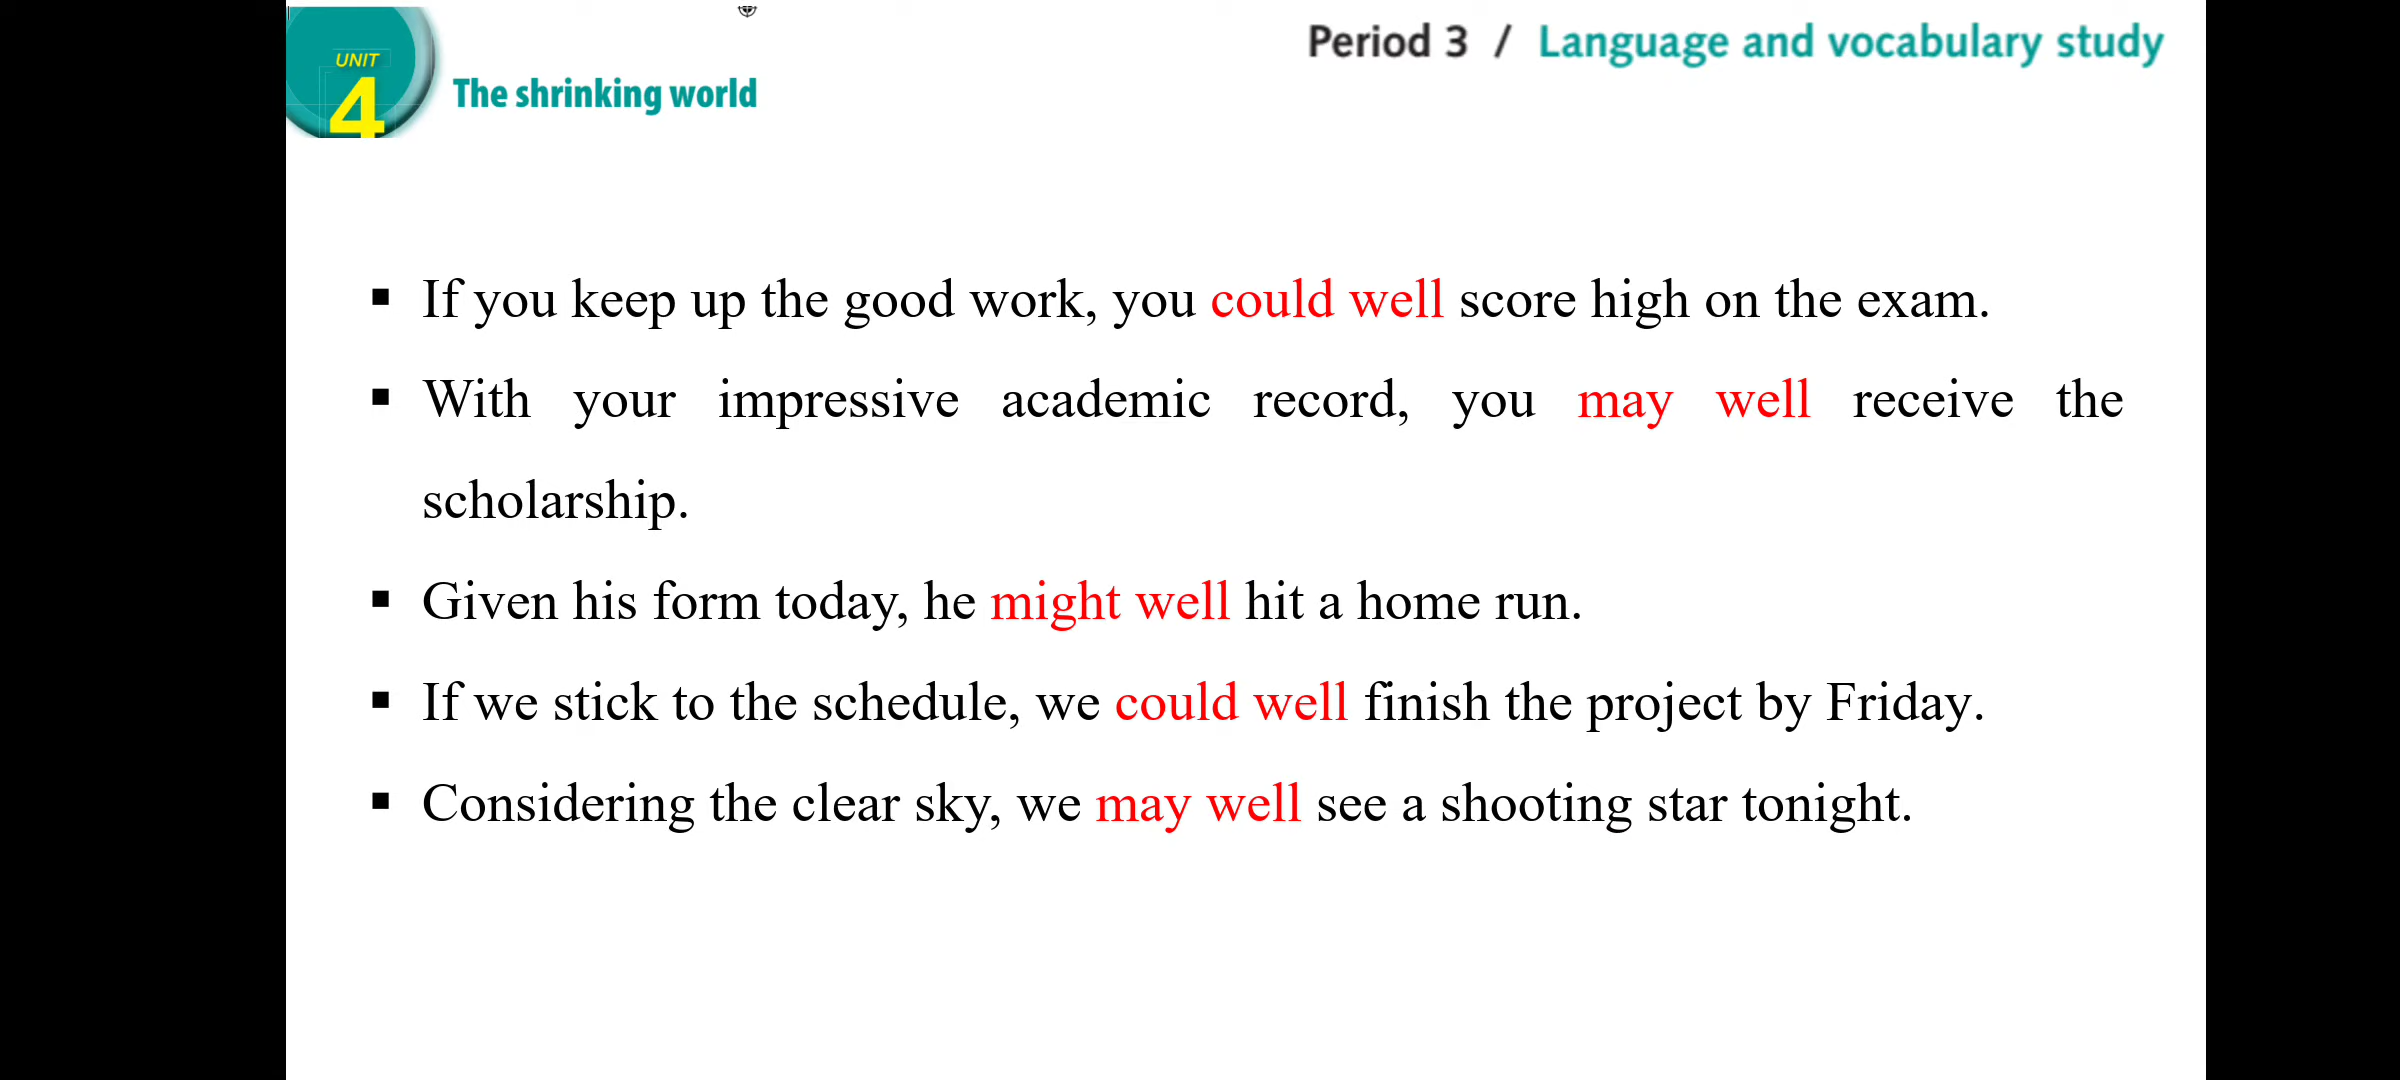 UNIT
4
The shrinking world
Period 3 / Language and vocabulary study
▪ If you keep up the good work, you could well score high on the exam.
▪ With your impressive academic record, you may well receive the
scholarship.
▪ Given his form today, he might well hit a home run.
▪ If we stick to the schedule, we could well finish the project by Friday.
▪ Considering the clear sky, we may well see a shooting star tonight.